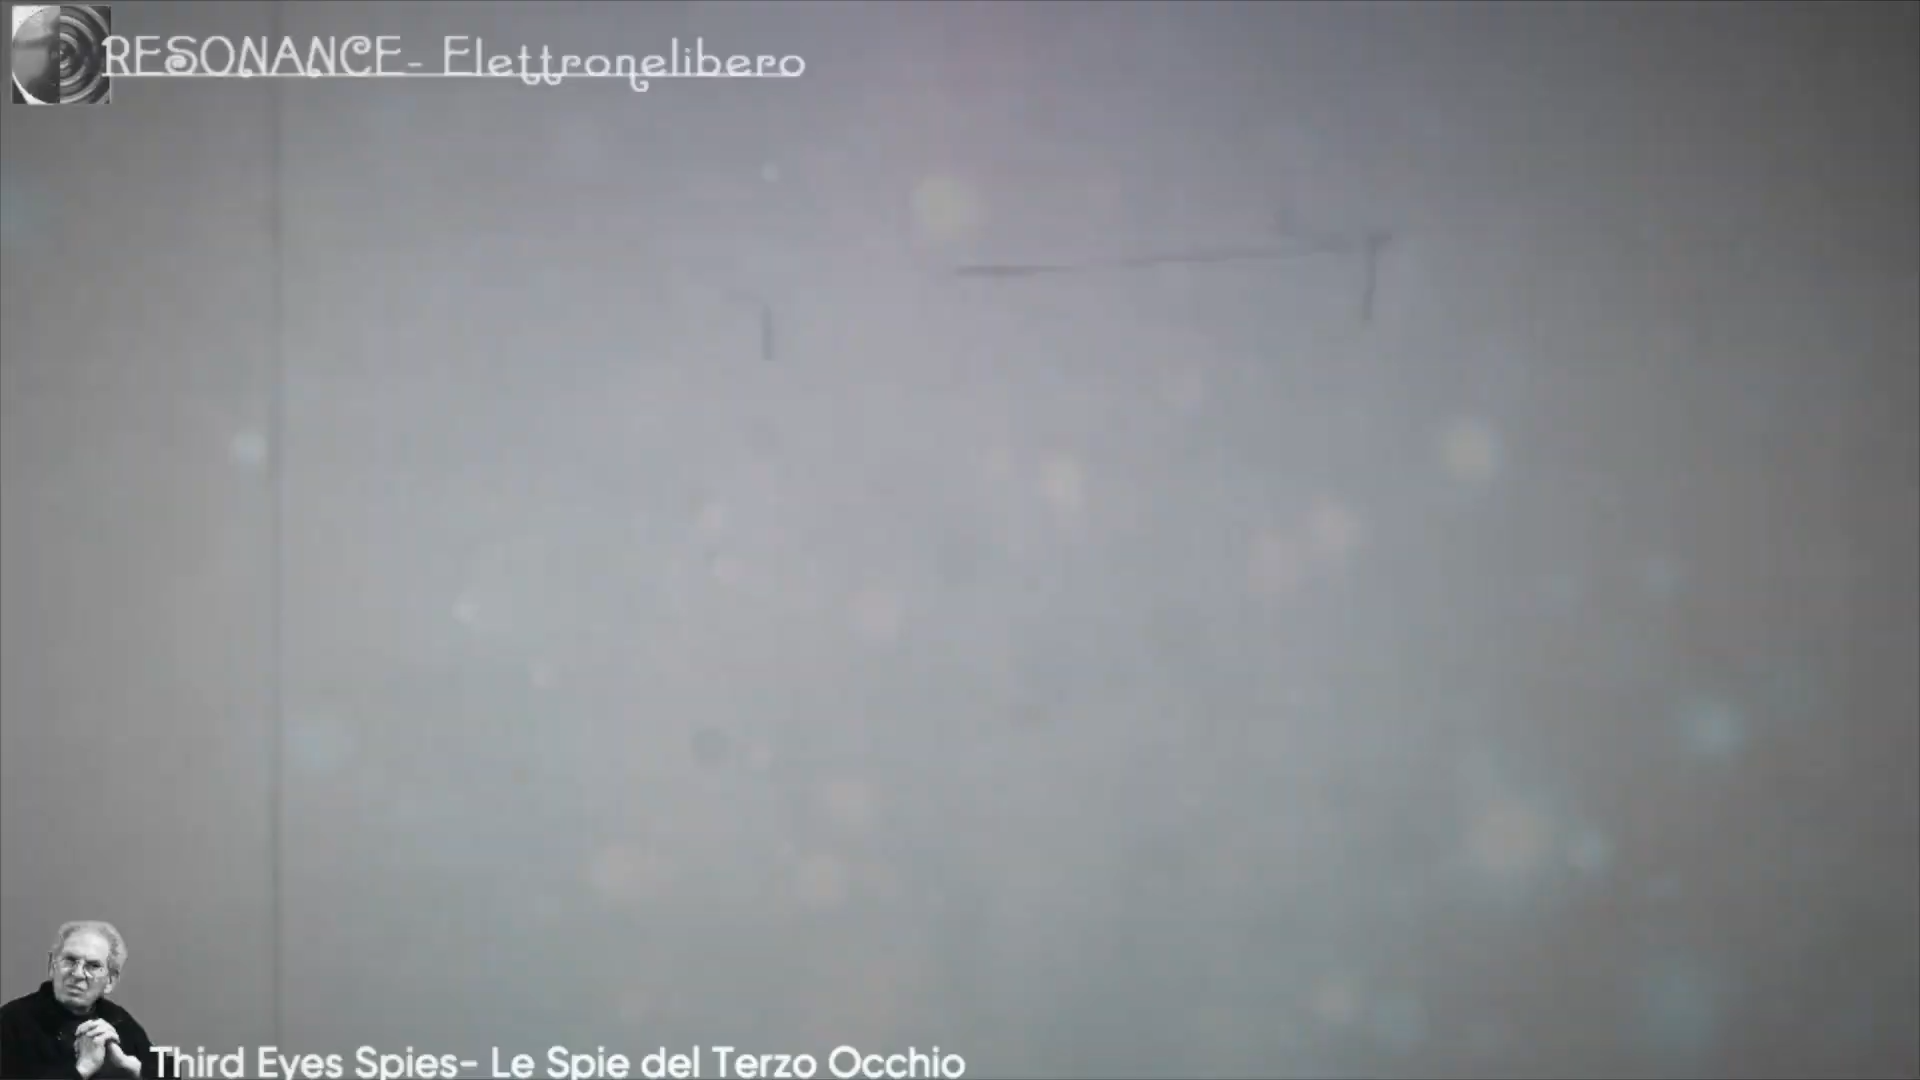 RESONANCE- Elettronelibero
Third Eyes Spies- Le Spie del Terzo Occhio